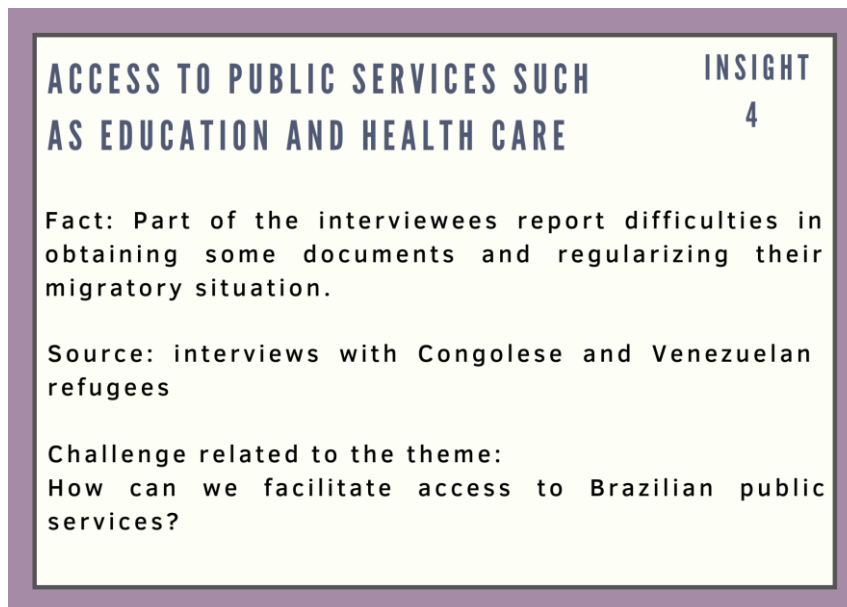 ACCESS TO PUBLIC SERVICES SUCH
AS EDUCATION AND HEALTH CARE
INSIGHT
4
Fact: Part of the interviewees report difficulties in
obtaining some documents and regularizing their
migratory situation.
Source: interviews with Congolese and Venezuelan
refugees
Challenge related to the theme:
How can we facilitate access to Brazilian public
services?